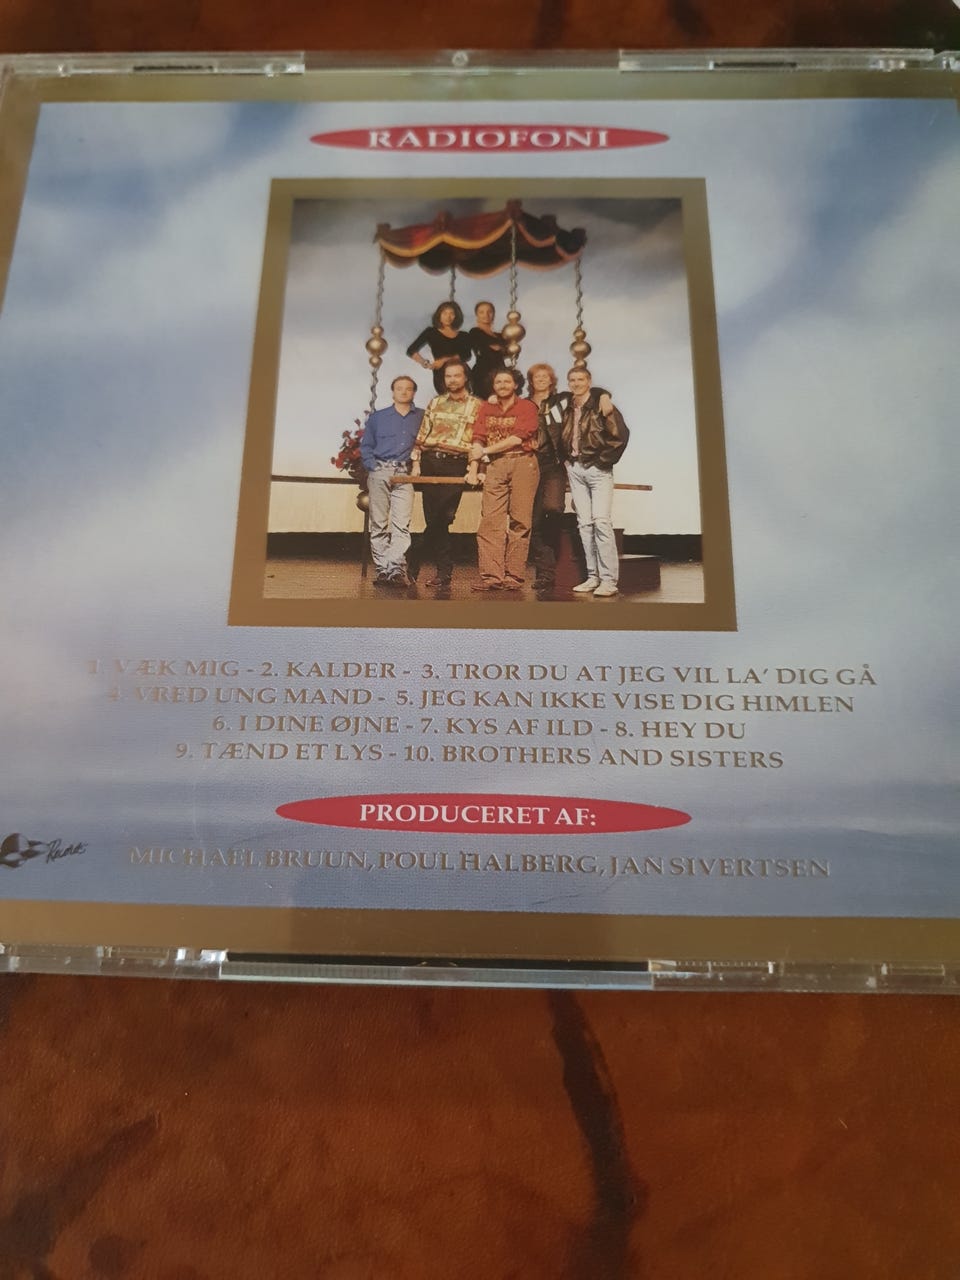 RADIOFONI
1. VÆK MIG - 2. KALDER - 3. TROR DU AT JEG VIL LA' DIG GÅ
4. VRED UNG MAND - 5. JEG KAN IKKE VISE DIG HIMLEN
6. I DINE ØJNE - 7. KYS AF ILD - 8. HEY DU
9. TÆND ET LYS - 10. BROTHERS AND SISTERS
PRODUCERET AF:
MICHAEL BRUUN, POUL HALBERG, JAN SIVERTSEN